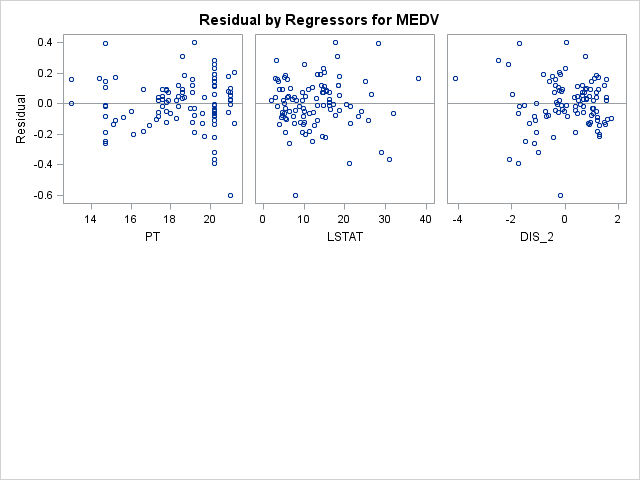 Residual by Regressors for MEDV
Residual
0.4
0.2
0.0
-0.2
-0.4
-0.6
14 16 18 20
PT
0 10 20 30 40
LSTAT
-4 -2 0 2
DIS_2